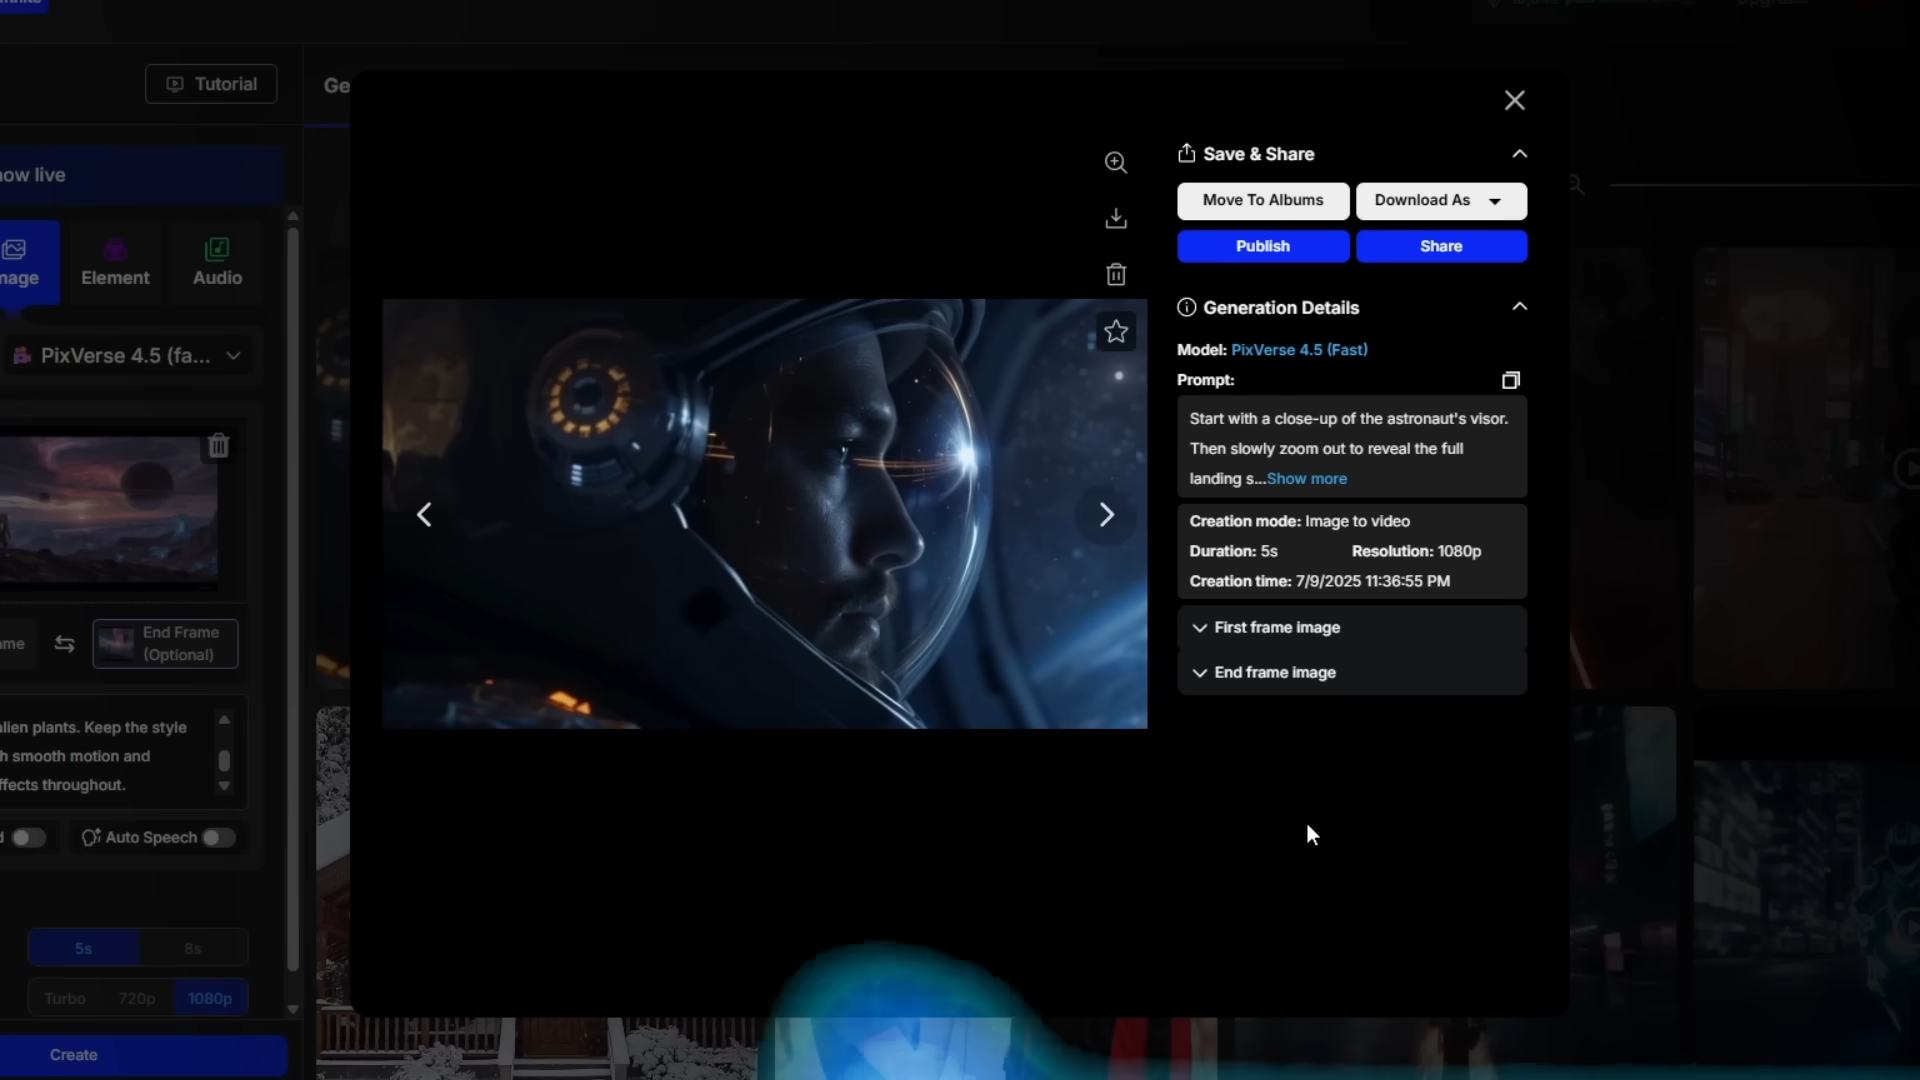 Tutorial
Ge
now live
mage
Element
Audio
PixVerse 4.5 (fa...
me
End Frame
(Optional)
alien plants. Keep the style
h smooth motion and
ffects throughout.
d
Auto Speech
5s
8s
Turbo
720p
1080p
Create
Save & Share
Move To Albums
Download As
Publish
Share
Generation Details
Model: PixVerse 4.5 (Fast)
Prompt:
Start with a close-up of the astronaut's visor.
Then slowly zoom out to reveal the full
landing s...Show more
Creation mode: Image to video
Duration: 5s
Resolution: 1080p
Creation time: 7/9/2025 11:36:55 PM
First frame image
End frame image